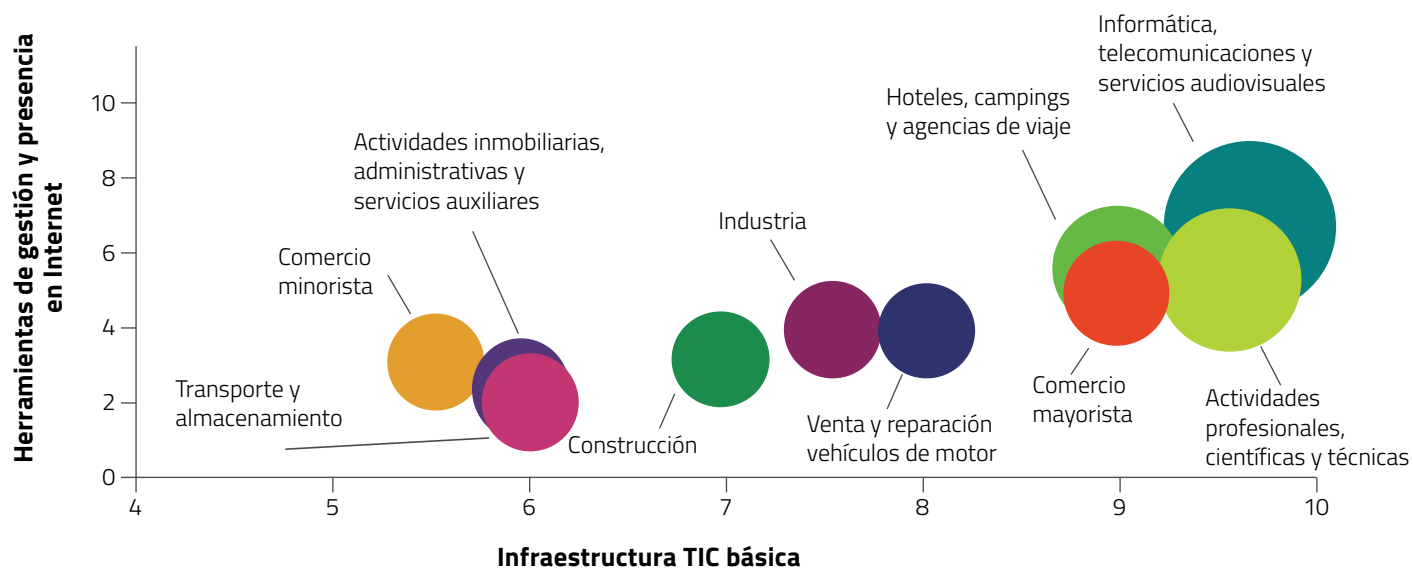 Herramientas de gestión y presencia
en Internet
10
8
6
4
2
0
4
5
6
7
8
9
10
Infraestructura TIC básica
Comercio
minorista
Actividades inmobiliarias,
administrativas y
servicios auxiliares
Transporte y
almacenamiento
Construcción
Industria
Venta y reparación
vehículos de motor
Hoteles, campings
y agencias de viaje
Comercio
mayorista
Informática,
telecomunicaciones y
servicios audiovisuales
Actividades
profesionales,
científicas y técnicas